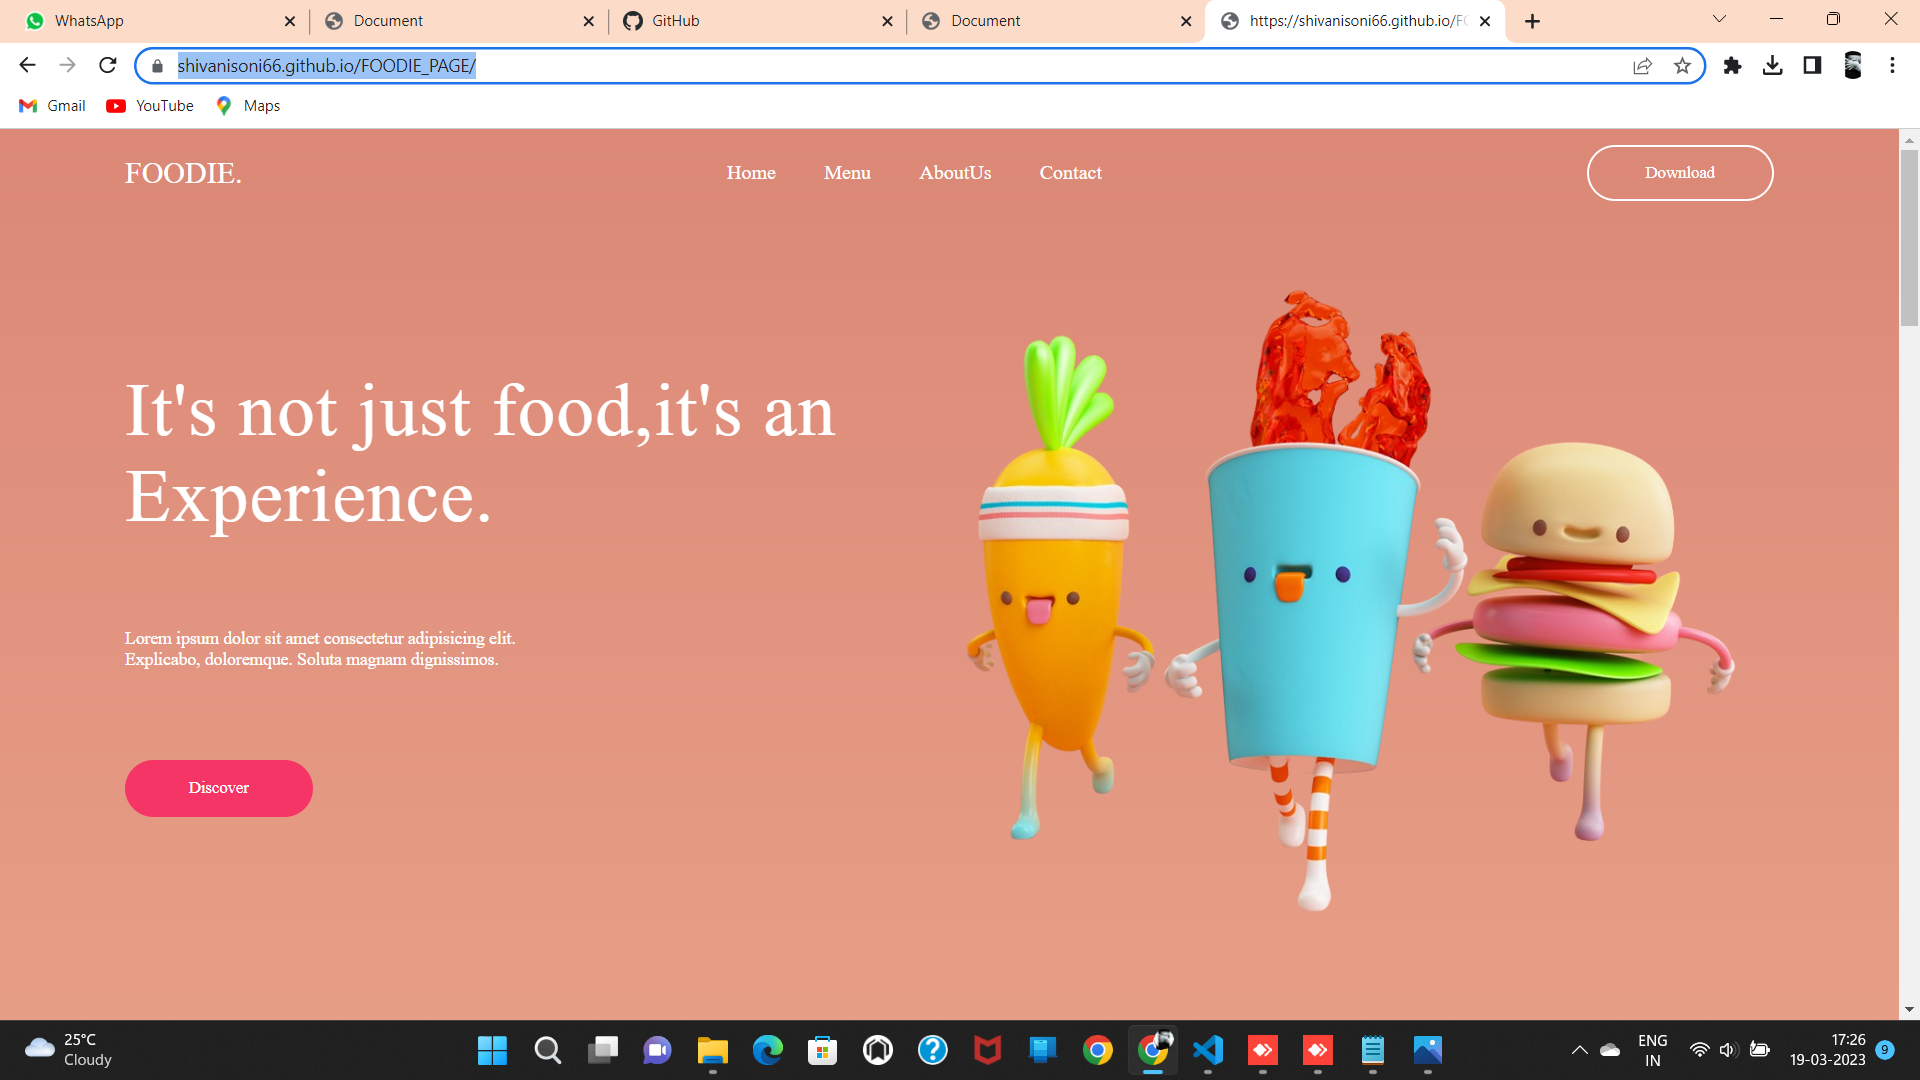 WhatsApp
Document
GitHub
Document
https://shivanisoni66.github.io/FO
shivanisoni66.github.io/FOODIE_PAGE/
Gmail
YouTube
Maps
FOODIE.
Home
Menu
AboutUs
Contact
Download
It's not just food,it's an
Experience.
Lorem ipsum dolor sit amet consectetur adipisicing elit.
Explicabo, doloremque. Soluta magnam dignissimos.
Discover
25°C
Cloudy
ENG
IN
17:26
19-03-2023
9